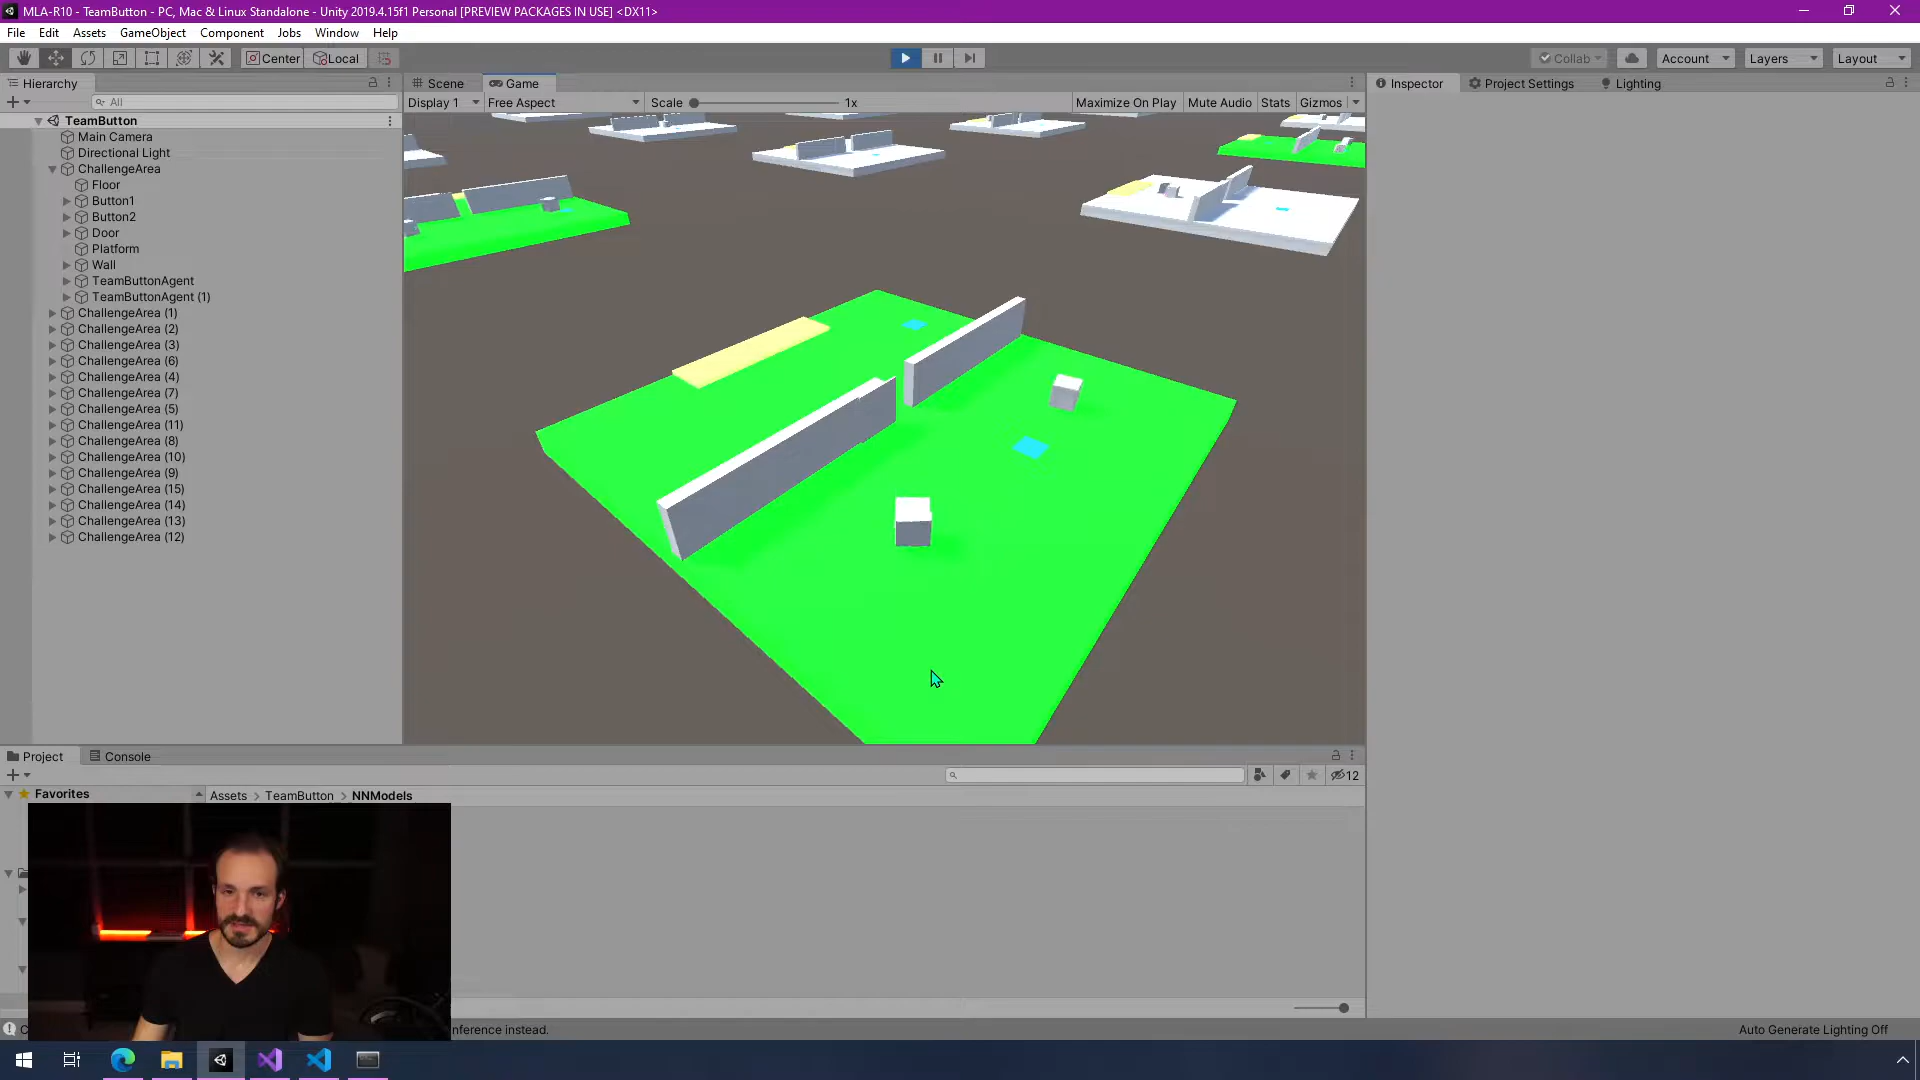 MLA-R10 - TeamButton - PC, Mac & Linux Standalone - Unity 2019.4.15f1 Personal [PREVIEW PACKAGES IN USE] <DX11>
File Edit Assets GameObject Component Jobs Window Help
Center Local Collab Account Layers Layout
Hierarchy Scene Game Inspector Project Settings Lighting
All Display 1 Free Aspect Scale 1x Maximize On Play Mute Audio Stats Gizmos
TeamButton
Main Camera
Directional Light
ChallengeArea
Floor
Button1
Button2
Door
Platform
Wall
TeamButtonAgent
TeamButtonAgent (1)
ChallengeArea (1)
ChallengeArea (2)
ChallengeArea (3)
ChallengeArea (6)
ChallengeArea (4)
ChallengeArea (7)
ChallengeArea (5)
ChallengeArea (11)
ChallengeArea (8)
ChallengeArea (10)
ChallengeArea (9)
ChallengeArea (15)
ChallengeArea (14)
ChallengeArea (13)
ChallengeArea (12)
Project Console
12
Favorites Assets > TeamButton > NNModels
nference instead. Auto Generate Lighting Off